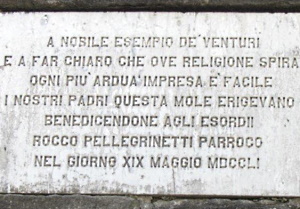 A NOBILE ESEMPIO DE' VENTURI
E A FAR CHIARO CHE OVE RELIGIONE SPIRA
OGNI PIU' ARDUA IMPRESA E' FACILE
I NOSTRI PADRI QUESTA MOLE ERIGEVANO
BENEDICENDONE AGLI ESORDII
ROCCO PELLEGRINETTI PARROCO
NEL GIORNO XIX MAGGIO MDCCLI